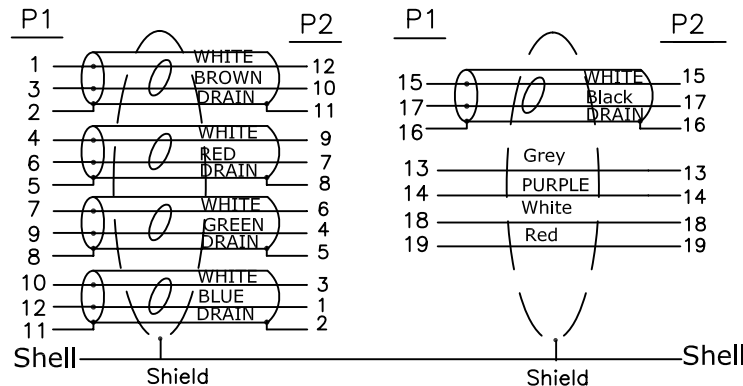 P1 P2
1 WHITE 12
3 BROWN 10
2 DRAIN 11
4 WHITE 9
6 RED 7
5 DRAIN 8
7 WHITE 6
9 GREEN 4
8 DRAIN 5
10 WHITE 3
12 BLUE 1
11 DRAIN 2
P1 P2
15 WHITE 15
17 Black 17
16 DRAIN 16
13 Grey 13
14 PURPLE 14
18 White 18
19 Red 19
Shell Shell
Shield Shield